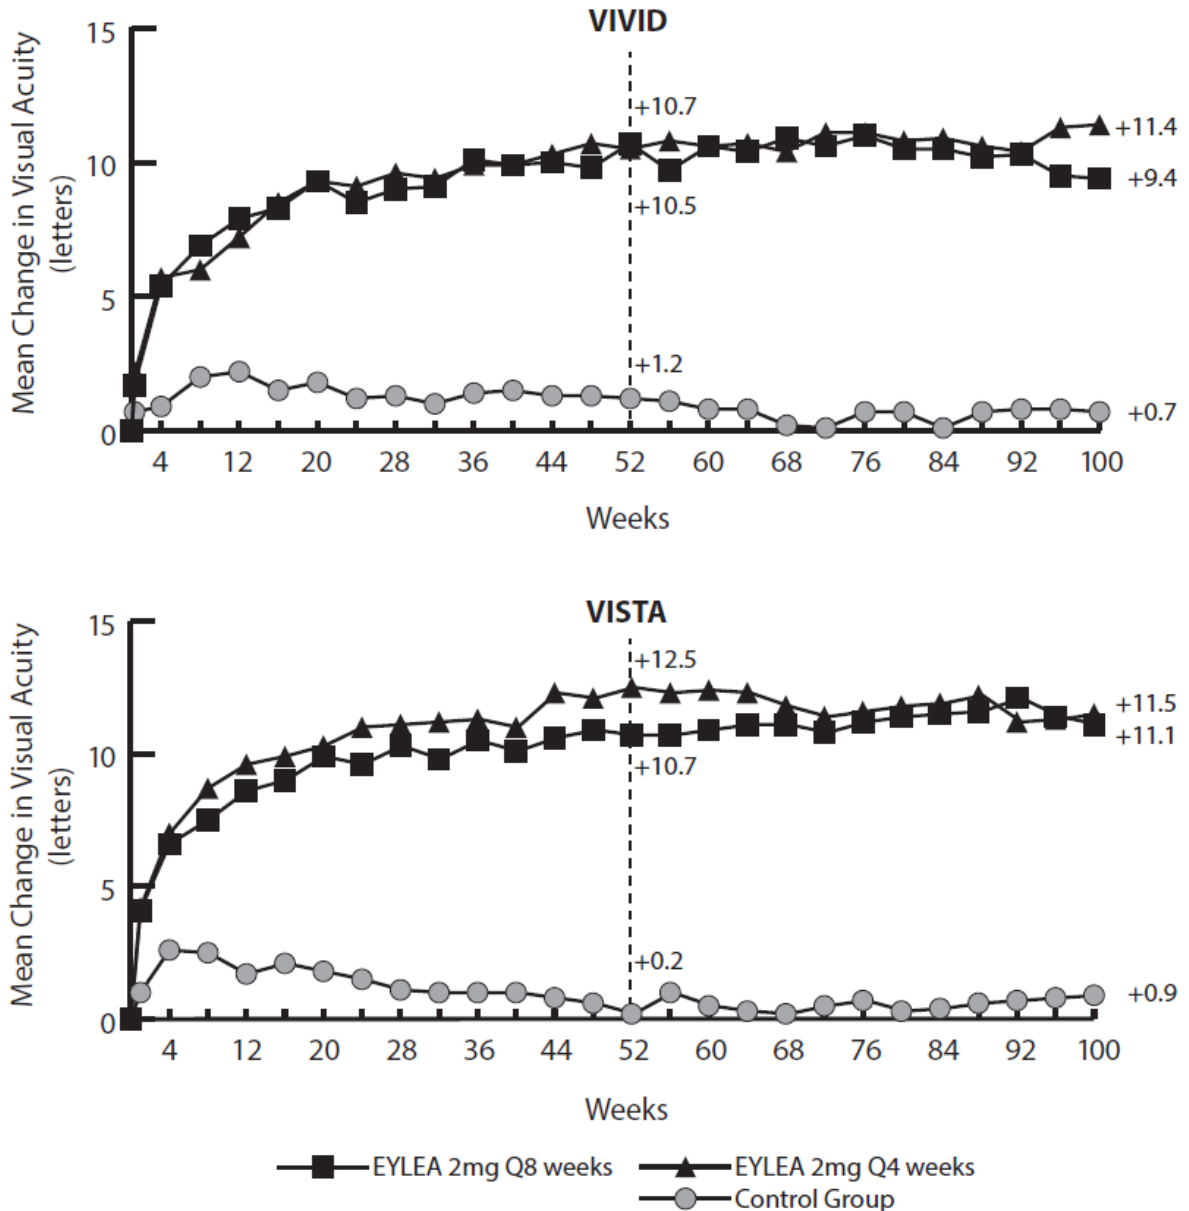 VIVID
Mean Change in Visual Acuity
(letters)
15
10
5
0
+10.7
+10.5
+1.2
+11.4
+9.4
+0.7
4 12 20 28 36 44 52 60 68 76 84 92 100
Weeks
VISTA
Mean Change in Visual Acuity
(letters)
15
10
5
0
+12.5
+10.7
+0.2
+11.5
+11.1
+0.9
4 12 20 28 36 44 52 60 68 76 84 92 100
Weeks
EYLEA 2mg Q8 weeks
EYLEA 2mg Q4 weeks
Control Group